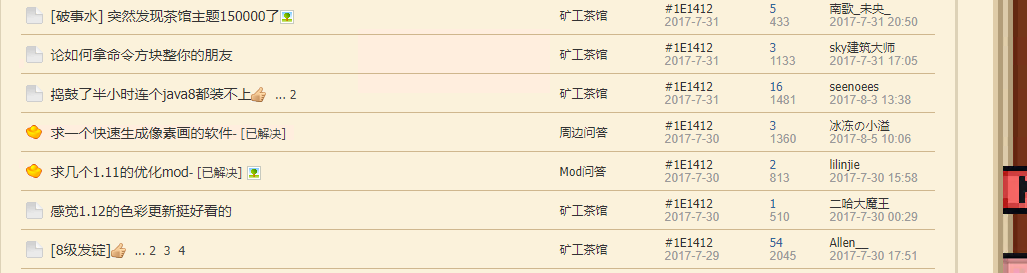 [破事水] 突然发现茶馆主题150000了 矿工茶馆 #1E1412 5 南歌_未央_
2017-7-31 433 2017-7-31 20:50
论如何拿命令方块整你的朋友 矿工茶馆 #1E1412 3 sky建筑大师
2017-7-31 1133 2017-7-31 17:05
捣鼓了半小时连个java8都装不上 ... 2 矿工茶馆 #1E1412 16 seenoees
2017-7-31 1481 2017-8-3 13:38
求一个快速生成像素画的软件- [已解决] 周边问答 #1E1412 3 冰冻の小溢
2017-7-30 1360 2017-8-5 10:06
求几个1.11的优化mod- [已解决] Mod问答 #1E1412 2 lilinjie
2017-7-30 813 2017-7-30 15:58
感觉1.12的色彩更新挺好看的 矿工茶馆 #1E1412 1 二哈大魔王
2017-7-30 510 2017-7-30 00:29
[8级发锭] ... 2 3 4 矿工茶馆 #1E1412 54 Allen__
2017-7-29 2045 2017-7-30 17:51